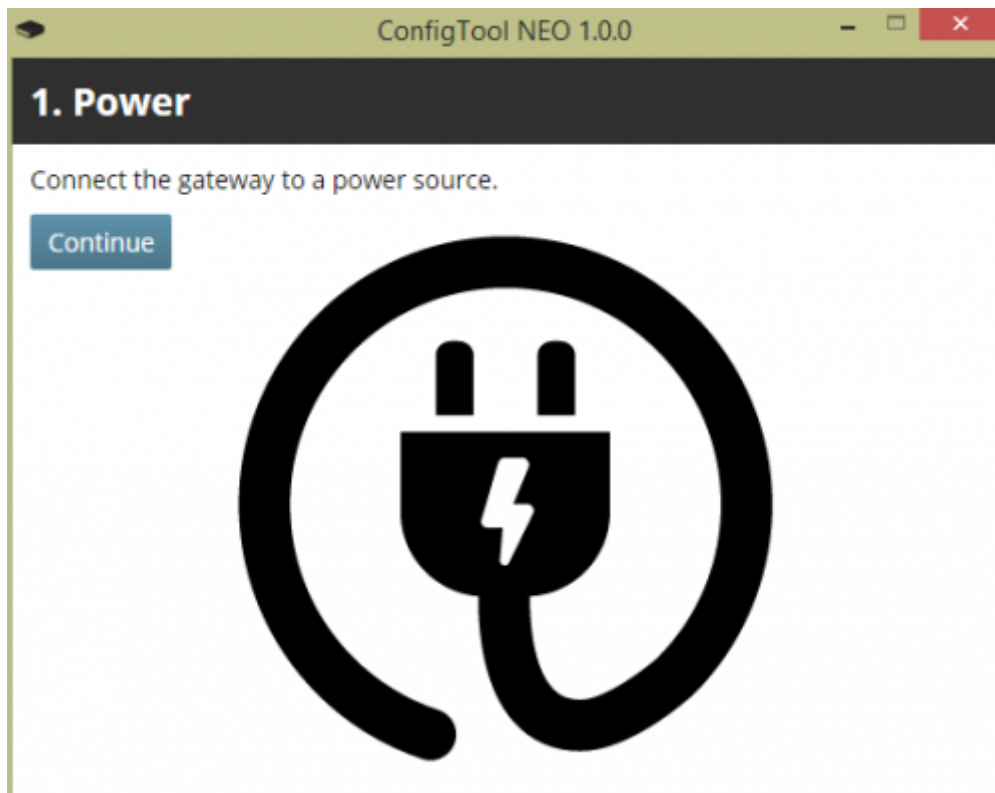 ConfigTool NEO 1.0.0
1. Power
Connect the gateway to a power source.
Continue